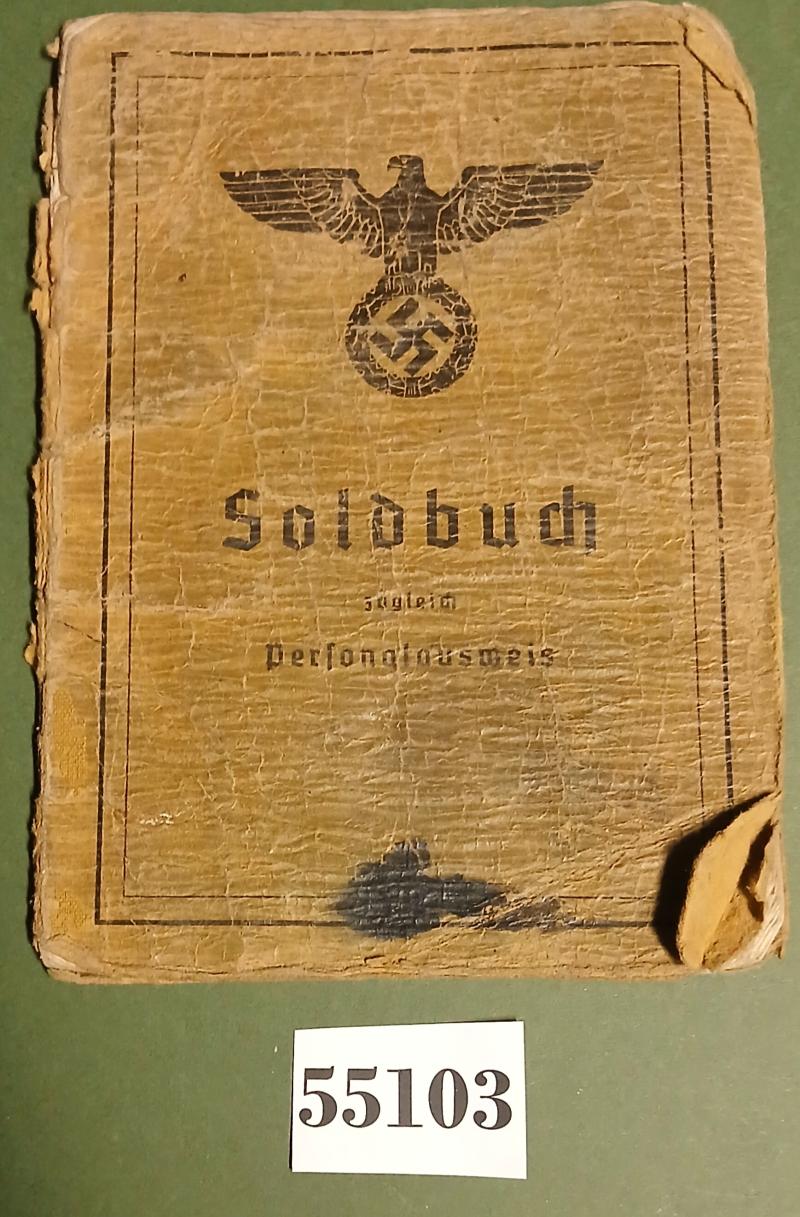 Soldbuch
zugleich
Personalausweis
55103